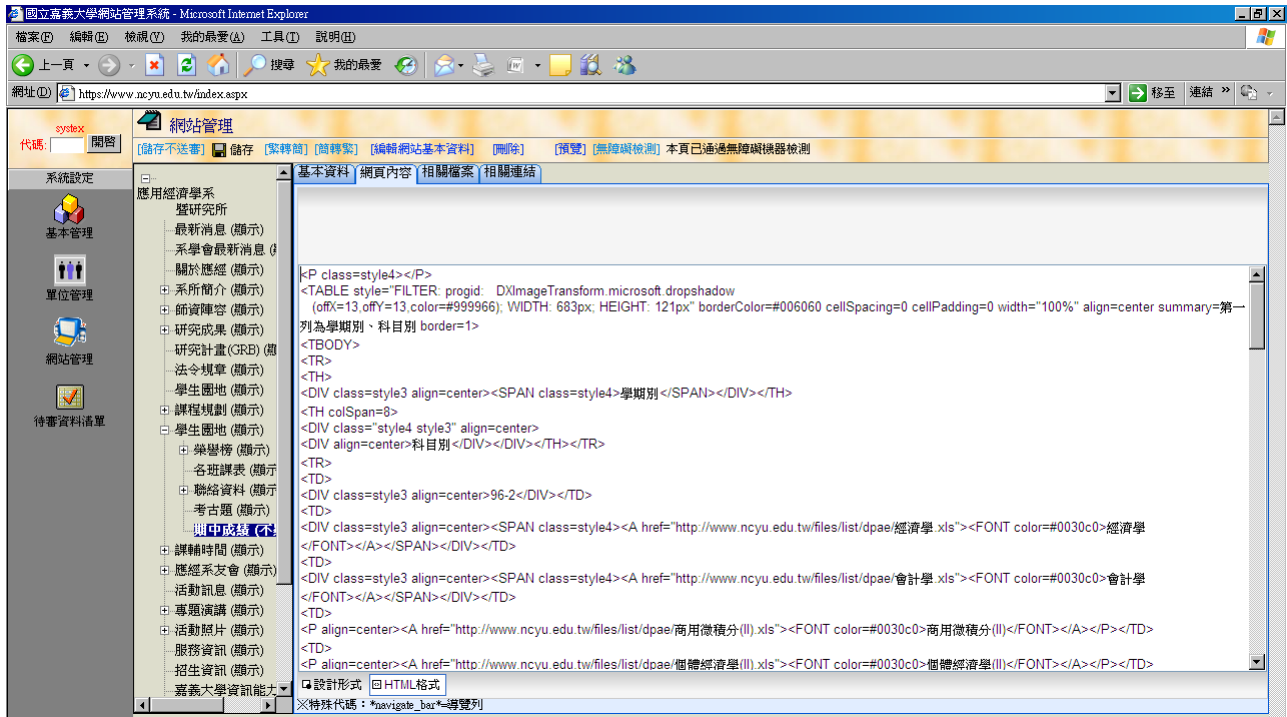 國立嘉義大學網站管理系統 - Microsoft Internet Explorer
檔案(F) 編輯(E) 檢視(V) 我的最愛(A) 工具(T) 說明(H)
上一頁 搜尋 我的最愛
網址(D) https://www.ncyu.edu.tw/index.aspx 移至 連結 »
systex
代碼: 開啓
網站管理
[儲存不送審] 儲存 [繁轉簡] [簡轉繁] [編輯網站基本資料] [刪除] [預覽] [無障礙檢測] 本頁已通過無障礙機器檢測
系統設定
基本管理
單位管理
網站管理
待審資料清單
應用經濟學系
暨研究所
最新消息 (顯示)
系學會最新消息 (
關於應經 (顯示)
系所簡介 (顯示)
師資陣容 (顯示)
研究成果 (顯示)
研究計畫(GRB) (顯
法令規章 (顯示)
學生園地 (顯示)
課程規劃 (顯示)
學生園地 (顯示)
榮譽榜 (顯示)
各班課表 (顯示
聯絡資料 (顯示
考古題 (顯示)
期中成績 (不
課輔時間 (顯示)
應經系友會 (顯示)
活動訊息 (顯示)
專題演講 (顯示)
活動照片 (顯示)
服務資訊 (顯示)
招生資訊 (顯示)
嘉義大學資訊能力
基本資料 網頁內容 相關檔案 相關連結
<P class=style4></P>
<TABLE style="FILTER: progid: DXImageTransform.microsoft.dropshadow
(offX=13,offY=13,color=#999966); WIDTH: 683px; HEIGHT: 121px" borderColor=#006060 cellSpacing=0 cellPadding=0 width="100%" align=center summary=第一
列為學期別、科目別 border=1>
<TBODY>
<TR>
<TH>
<DIV class=style3 align=center><SPAN class=style4>學期別</SPAN></DIV></TH>
<TH colSpan=8>
<DIV class="style4 style3" align=center>
<DIV align=center>科目別</DIV></DIV></TH></TR>
<TR>
<TD>
<DIV class=style3 align=center>96-2</DIV></TD>
<TD>
<DIV class=style3 align=center><SPAN class=style4><A href="http://www.ncyu.edu.tw/files/list/dpae/經濟學.xls"><FONT color=#0030c0>經濟學
</FONT></A></SPAN></DIV></TD>
<TD>
<DIV class=style3 align=center><SPAN class=style4><A href="http://www.ncyu.edu.tw/files/list/dpae/會計學.xls"><FONT color=#0030c0>會計學
</FONT></A></SPAN></DIV></TD>
<TD>
<P align=center><A href="http://www.ncyu.edu.tw/files/list/dpae/商用微積分(II).xls"><FONT color=#0030c0>商用微積分(II)</FONT></A></P></TD>
<TD>
<P align=center><A href="http://www.ncyu.edu.tw/files/list/dpae/個體經濟學(II).xls"><FONT color=#0030c0>個體經濟學(II)</FONT></A></P></TD>
設計形式 HTML格式
※特殊代碼：*navigate_bar*=導覽列